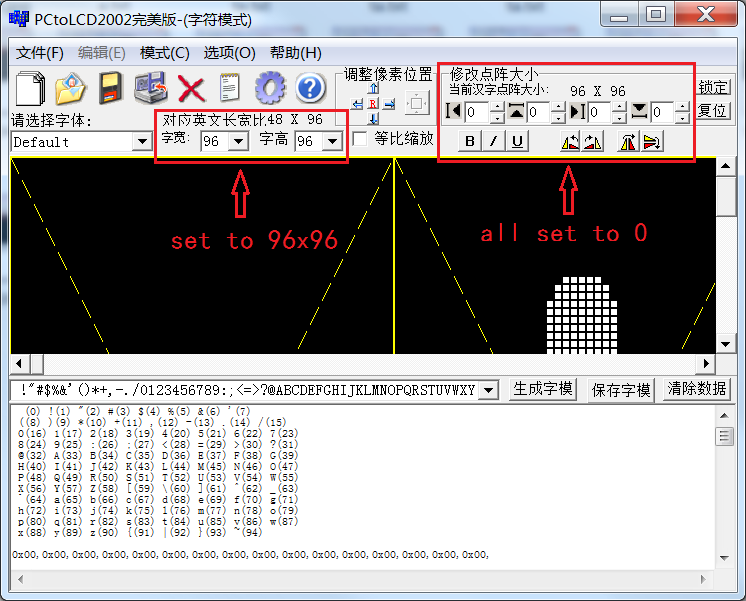 PCtoLCD2002完美版-(字符模式)
文件(F) 编辑(E) 模式(C) 选项(O) 帮助(H)
调整像素位置
修改点阵大小
当前汉字点阵大小: 96 X 96
锁定
R
0 0 0 0
复位
请选择字体:
对应英文长宽比48 X 96
Default
字宽: 96 字高 96
等比缩放
B I U
set to 96x96
all set to 0
!"#$%&'()*+,-./0123456789:;<=>?@ABCDEFGHIJKLMNOPQRSTUVWXY
生成字模 保存字模 清除数据
(0) !(1) "(2) #(3) $(4) %(5) &(6) '(7)
((8) )(9) *(10) +(11) ,(12) -(13) .(14) /(15)
0(16) 1(17) 2(18) 3(19) 4(20) 5(21) 6(22) 7(23)
8(24) 9(25) :(26) ;(27) <(28) =(29) >(30) ?(31)
@(32) A(33) B(34) C(35) D(36) E(37) F(38) G(39)
H(40) I(41) J(42) K(43) L(44) M(45) N(46) O(47)
P(48) Q(49) R(50) S(51) T(52) U(53) V(54) W(55)
X(56) Y(57) Z(58) [(59) \(60) ](61) ^(62) _(63)
`(64) a(65) b(66) c(67) d(68) e(69) f(70) g(71)
h(72) i(73) j(74) k(75) l(76) m(77) n(78) o(79)
p(80) q(81) r(82) s(83) t(84) u(85) v(86) w(87)
x(88) y(89) z(90) {(91) |(92) }(93) ~(94)
0x00,0x00,0x00,0x00,0x00,0x00,0x00,0x00,0x00,0x00,0x00,0x00,0x00,0x00,0x00,0x00,